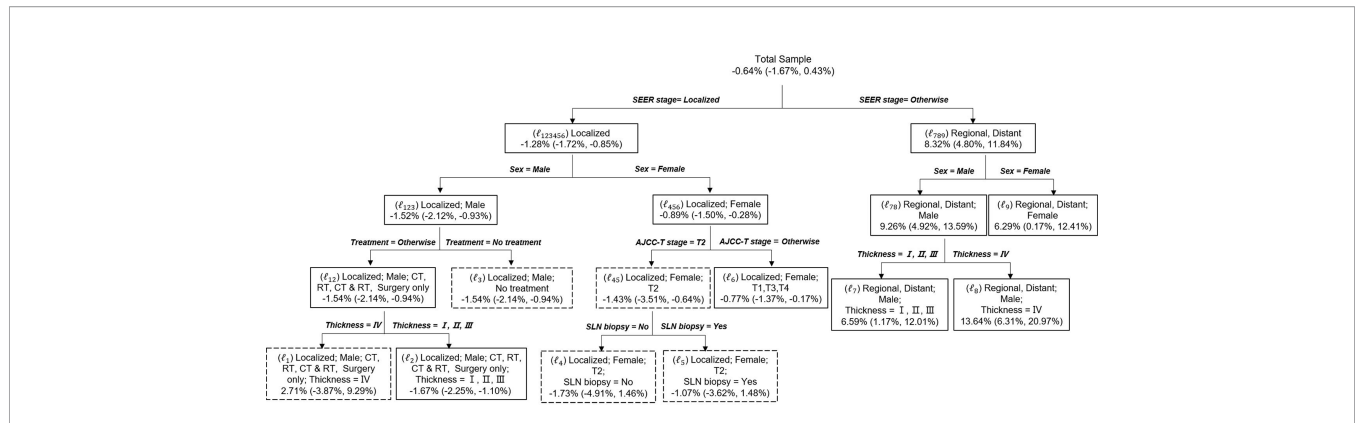 Total Sample
-0.64% (-1.67%, 0.43%)
SEER stage= Localized
SEER stage= Otherwise
(ℓ₁₂₃₄₅₆) Localized
-1.28% (-1.72%, -0.85%)
(ℓ₇₈₉) Regional, Distant
8.32% (4.80%, 11.84%)
Sex = Male
Sex = Female
Sex = Male
Sex = Female
(ℓ₁₂₃) Localized; Male
-1.52% (-2.12%, -0.93%)
(ℓ₄₅₆) Localized; Female
-0.89% (-1.50%, -0.28%)
(ℓ₇₈) Regional, Distant;
Male
9.26% (4.92%, 13.59%)
(ℓ₉) Regional, Distant;
Female
6.29% (0.17%, 12.41%)
Treatment = Otherwise
Treatment = No treatment
AJCC-T stage = T2
AJCC-T stage = Otherwise
Thickness = Ⅰ, Ⅱ, Ⅲ
Thickness = Ⅳ
(ℓ₁₂) Localized; Male; CT,
RT, CT & RT, Surgery only
-1.54% (-2.14%, -0.94%)
(ℓ₃) Localized; Male;
No treatment
-1.54% (-2.14%, -0.94%)
(ℓ₄₅) Localized; Female;
T2
-1.43% (-3.51%, -0.64%)
(ℓ₆) Localized; Female;
T1,T3,T4
-0.77% (-1.37%, -0.17%)
(ℓ₇) Regional, Distant;
Male;
Thickness = Ⅰ, Ⅱ, Ⅲ
6.59% (1.17%, 12.01%)
(ℓ₈) Regional, Distant;
Male;
Thickness = Ⅳ
13.64% (6.31%, 20.97%)
Thickness = Ⅳ
Thickness = Ⅰ, Ⅱ, Ⅲ
SLN biopsy = No
SLN biopsy = Yes
(ℓ₁) Localized; Male; CT,
RT, CT & RT, Surgery
only; Thickness = Ⅳ
2.71% (-3.87%, 9.29%)
(ℓ₂) Localized; Male; CT, RT,
CT & RT, Surgery only;
Thickness = Ⅰ, Ⅱ, Ⅲ
-1.67% (-2.25%, -1.10%)
(ℓ₄) Localized; Female;
T2;
SLN biopsy = No
-1.73% (-4.91%, 1.46%)
(ℓ₅) Localized; Female;
T2;
SLN biopsy = Yes
-1.07% (-3.62%, 1.48%)